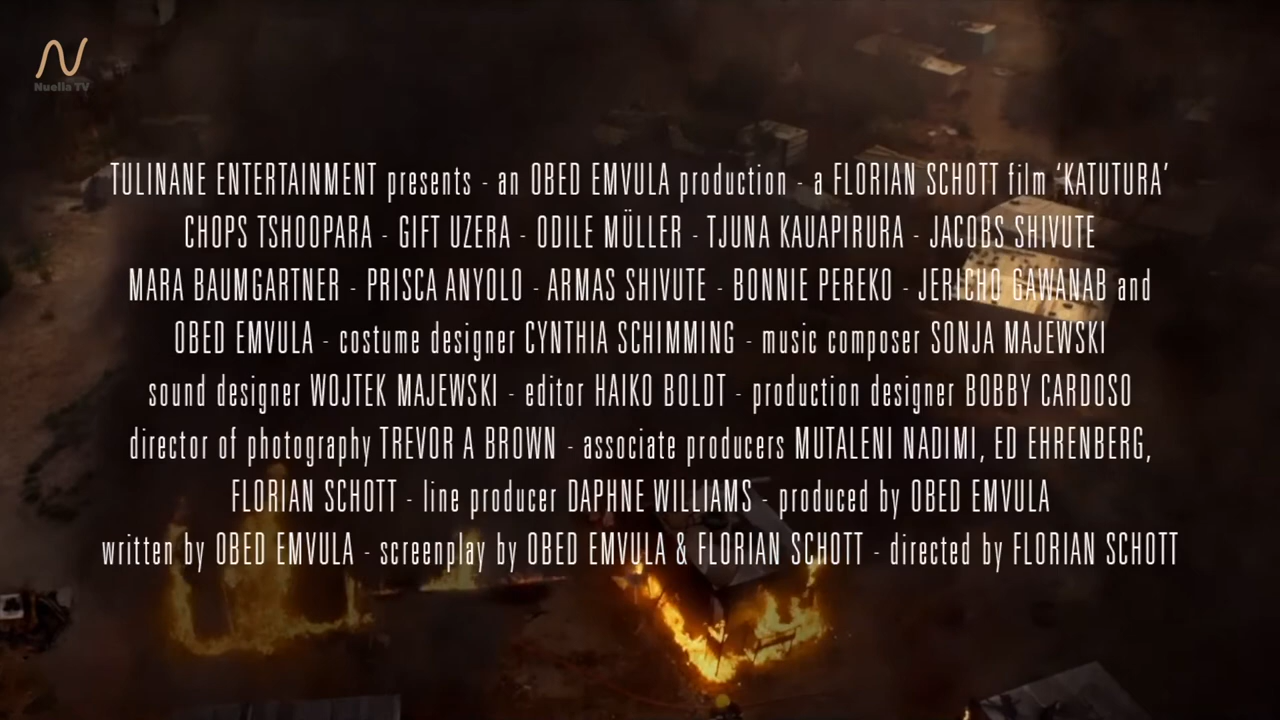 Nuella TV
TULINANE ENTERTAINMENT presents - an OBED EMVULA production - a FLORIAN SCHOTT film ‘KATUTURA’
CHOPS TSHOOPARA - GIFT UZERA - ODILE MÜLLER - TJUNA KAUAPIRURA - JACOBS SHIVUTE
MARA BAUMGARTNER - PRISCA ANYOLO - ARMAS SHIVUTE - BONNIE PEREKO - JERICHO GAWANAB and
OBED EMVULA - costume designer CYNTHIA SCHIMMING - music composer SONJA MAJEWSKI
sound designer WOJTEK MAJEWSKI - editor HAIKO BOLDT - production designer BOBBY CARDOSO
director of photography TREVOR A BROWN - associate producers MUTALENI NADIMI, ED EHRENBERG,
FLORIAN SCHOTT - line producer DAPHNE WILLIAMS - produced by OBED EMVULA
written by OBED EMVULA - screenplay by OBED EMVULA & FLORIAN SCHOTT - directed by FLORIAN SCHOTT